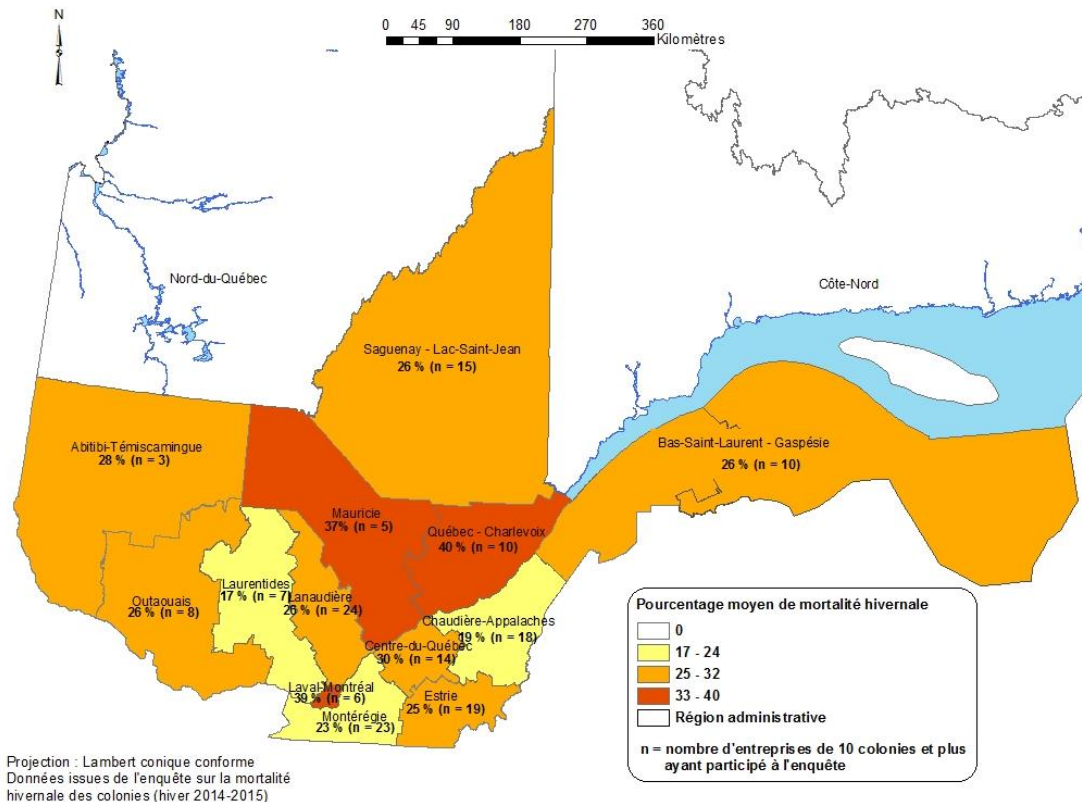 N
0 45 90 180 270 360
Kilomètres
Nord-du-Québec
Côte-Nord
Saguenay - Lac-Saint-Jean
26 % (n = 15)
Abitibi-Témiscamingue
28 % (n = 3)
Bas-Saint-Laurent - Gaspésie
26 % (n = 10)
Mauricie
37% (n = 5)
Québec - Charlevoix
40 % (n = 10)
Laurentides
17 % (n = 7)
Lanaudière
26 % (n = 24)
Outaouais
26 % (n = 8)
Chaudière-Appalaches
19 % (n = 18)
Centre-du-Québec
30 % (n = 14)
Laval-Montréal
39 % (n = 6)
Estrie
25 % (n = 19)
Montérégie
23 % (n = 23)
Pourcentage moyen de mortalité hivernale
0
17 - 24
25 - 32
33 - 40
Région administrative
n = nombre d'entreprises de 10 colonies et plus
ayant participé à l'enquête
Projection : Lambert conique conforme
Données issues de l'enquête sur la mortalité
hivernale des colonies (hiver 2014-2015)